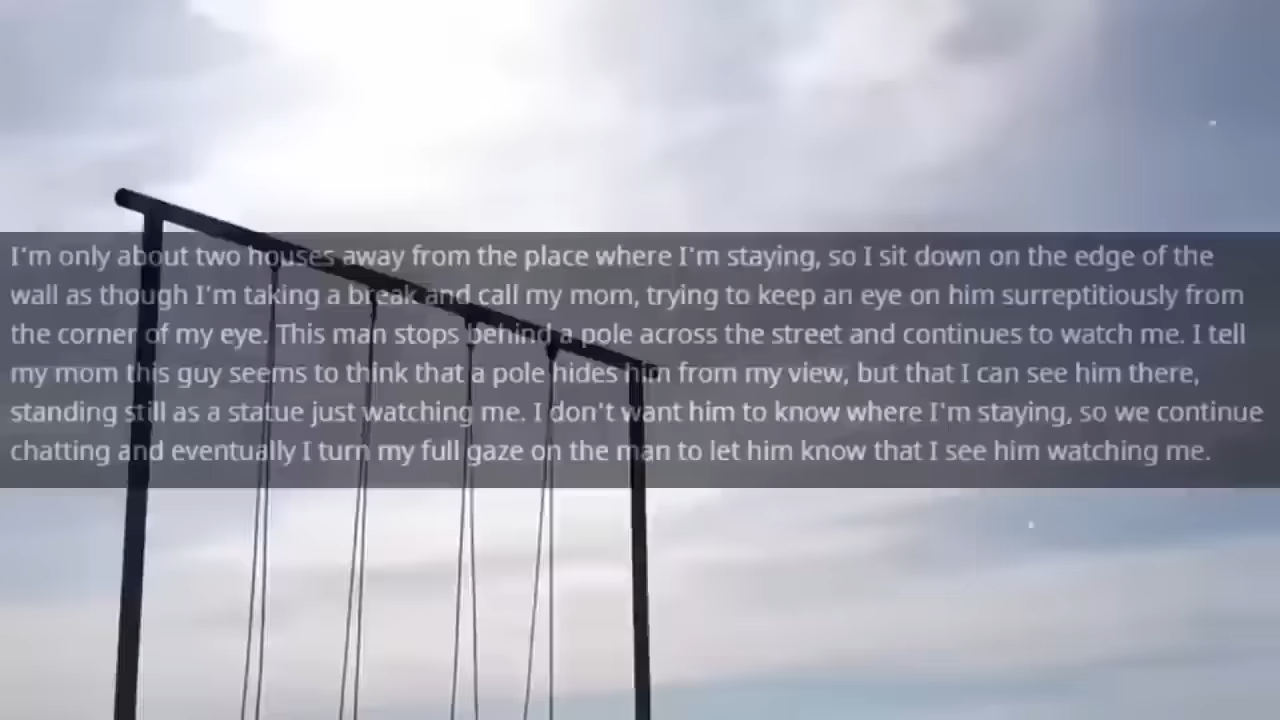 I'm only about two houses away from the place where I'm staying, so I sit down on the edge of the
wall as though I'm taking a break and call my mom, trying to keep an eye on him surreptitiously from
the corner of my eye. This man stops behind a pole across the street and continues to watch me. I tell
my mom this guy seems to think that a pole hides him from my view, but that I can see him there,
standing still as a statue just watching me. I don't want him to know where I'm staying, so we continue
chatting and eventually I turn my full gaze on the man to let him know that I see him watching me.